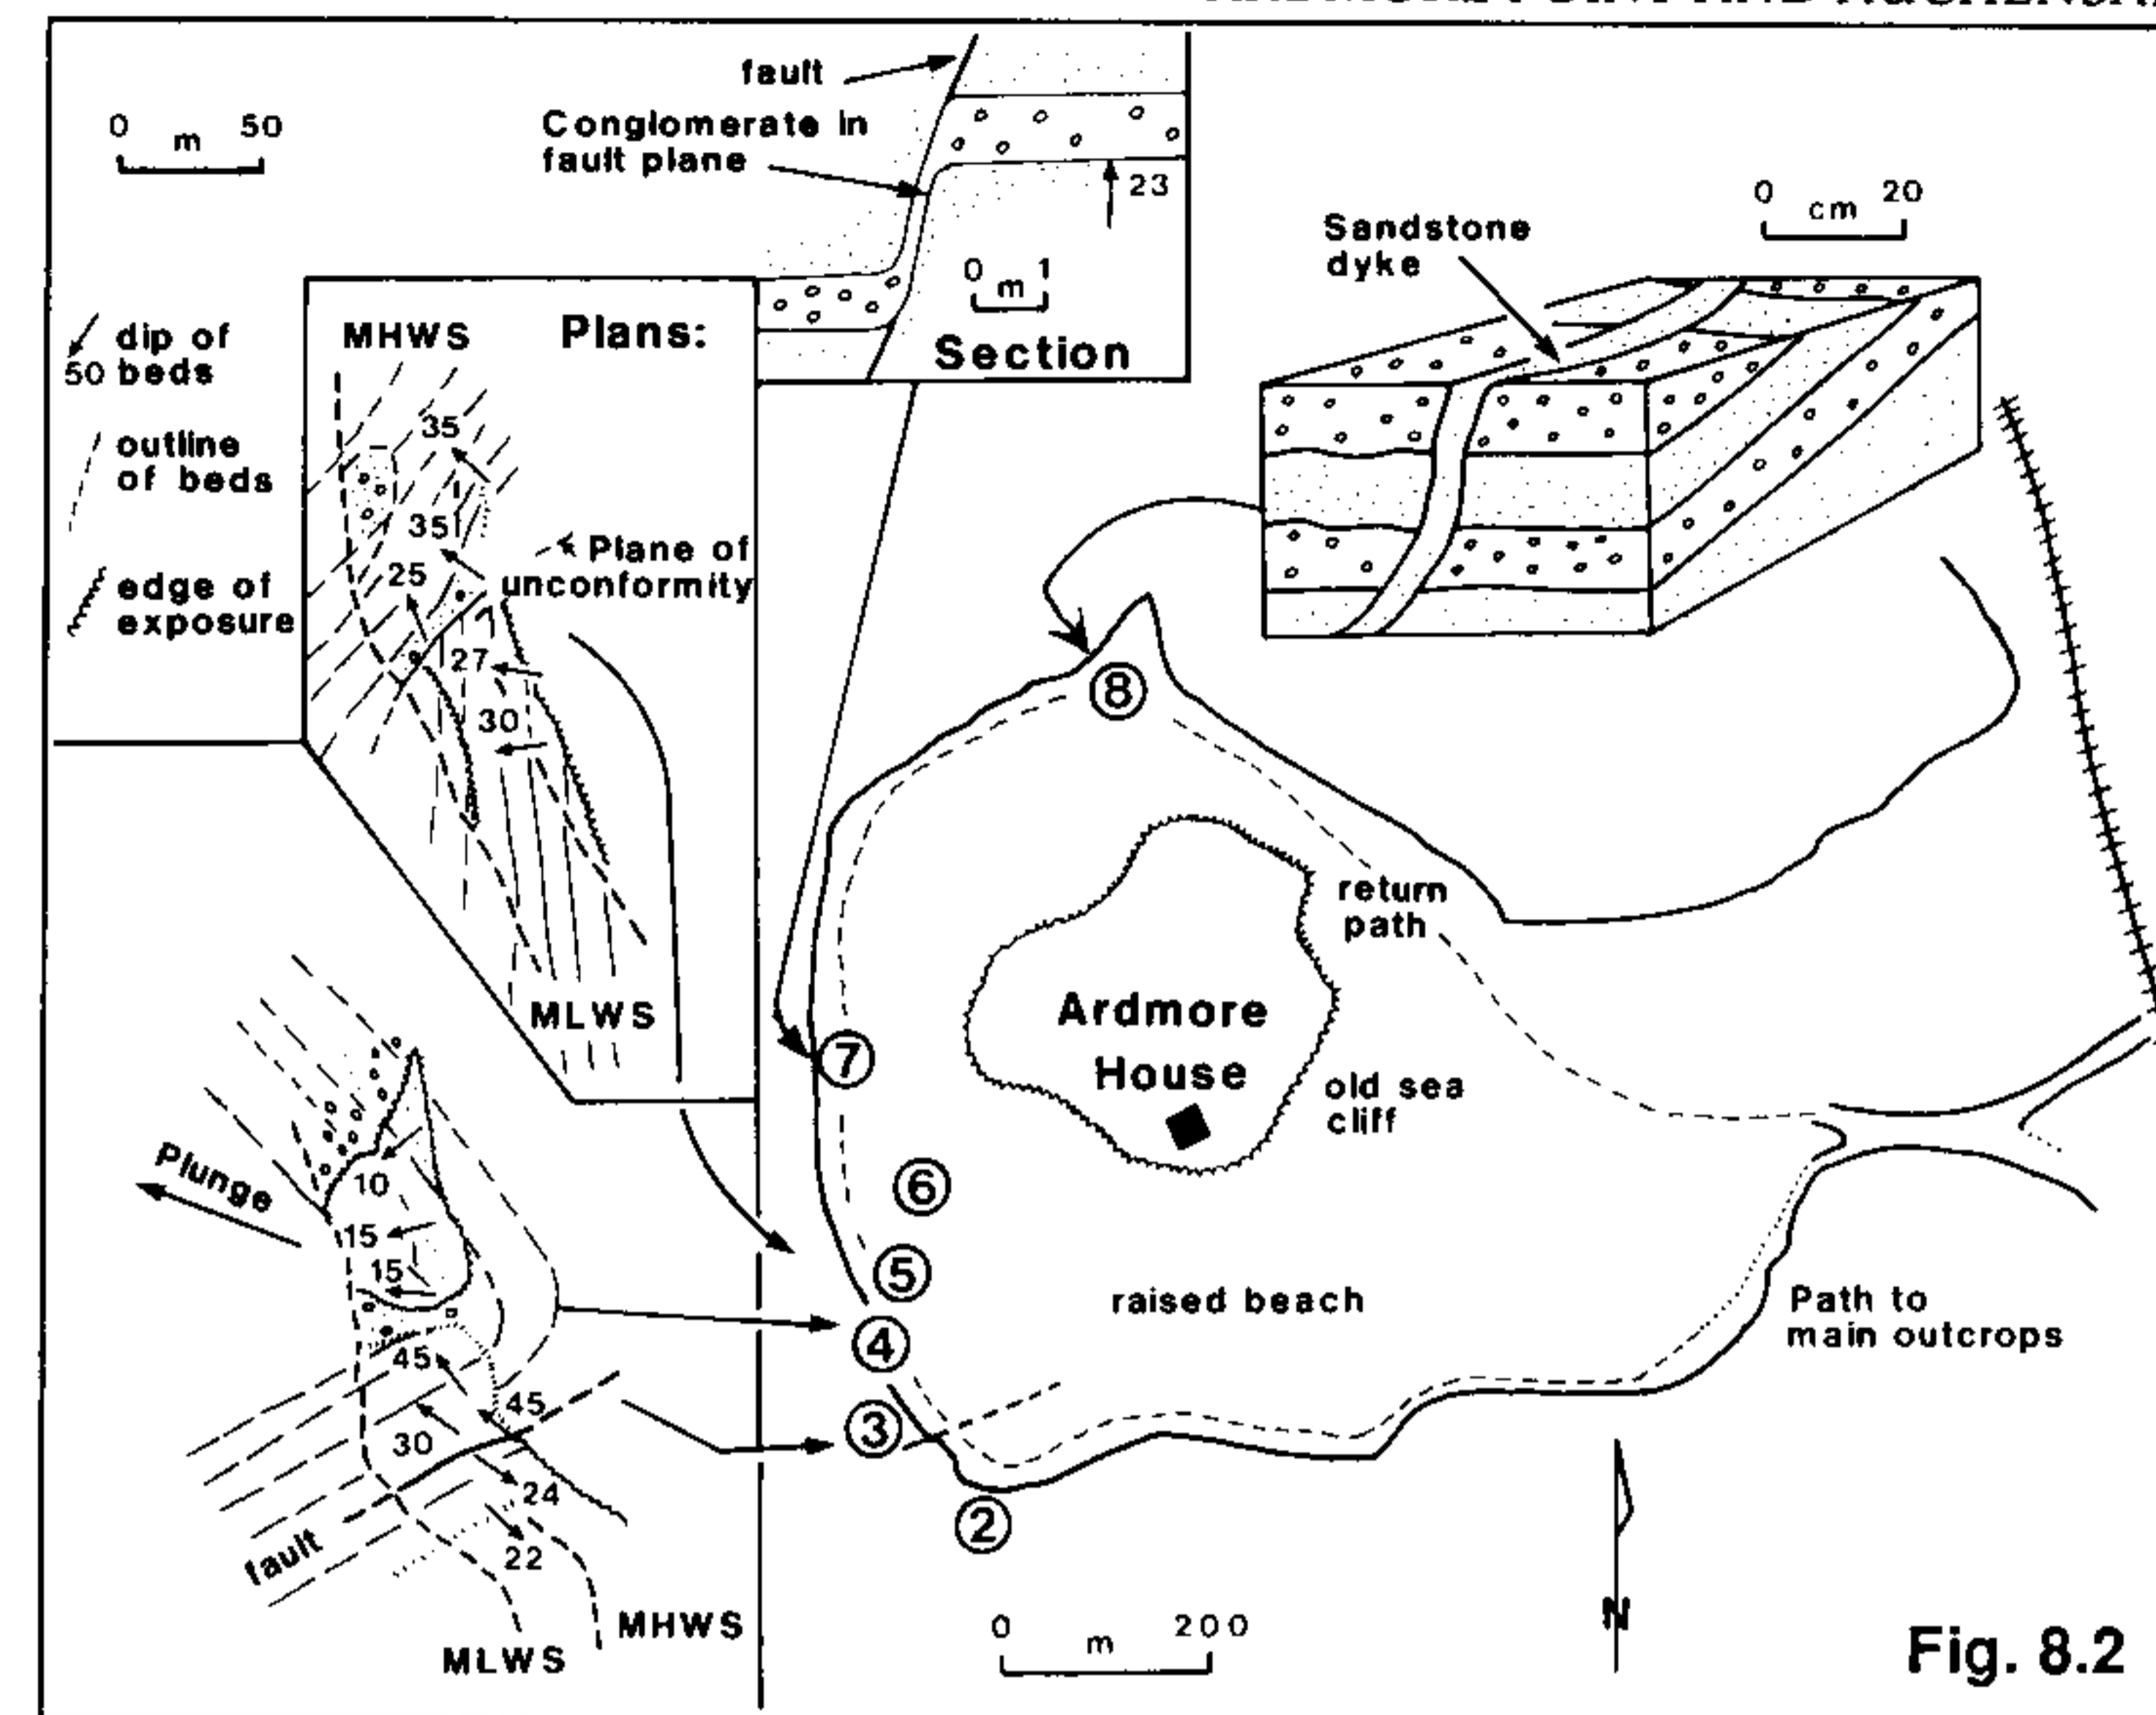 fault
Conglomerate in
fault plane
23
0 m 1
Section
0 m 50
dip of
50 beds
outline
of beds
edge of
exposure
MHWS
Plans:
35
35
25
Plane of
unconformity
27
30
MLWS
Sandstone
dyke
0 cm 20
8
return
path
Ardmore
House
old sea
cliff
7
6
5
4
3
2
raised beach
Path to
main outcrops
Plunge
10
15
15
45
45
30
24
22
fault
MHWS
MLWS
0 m 200
N
Fig. 8.2